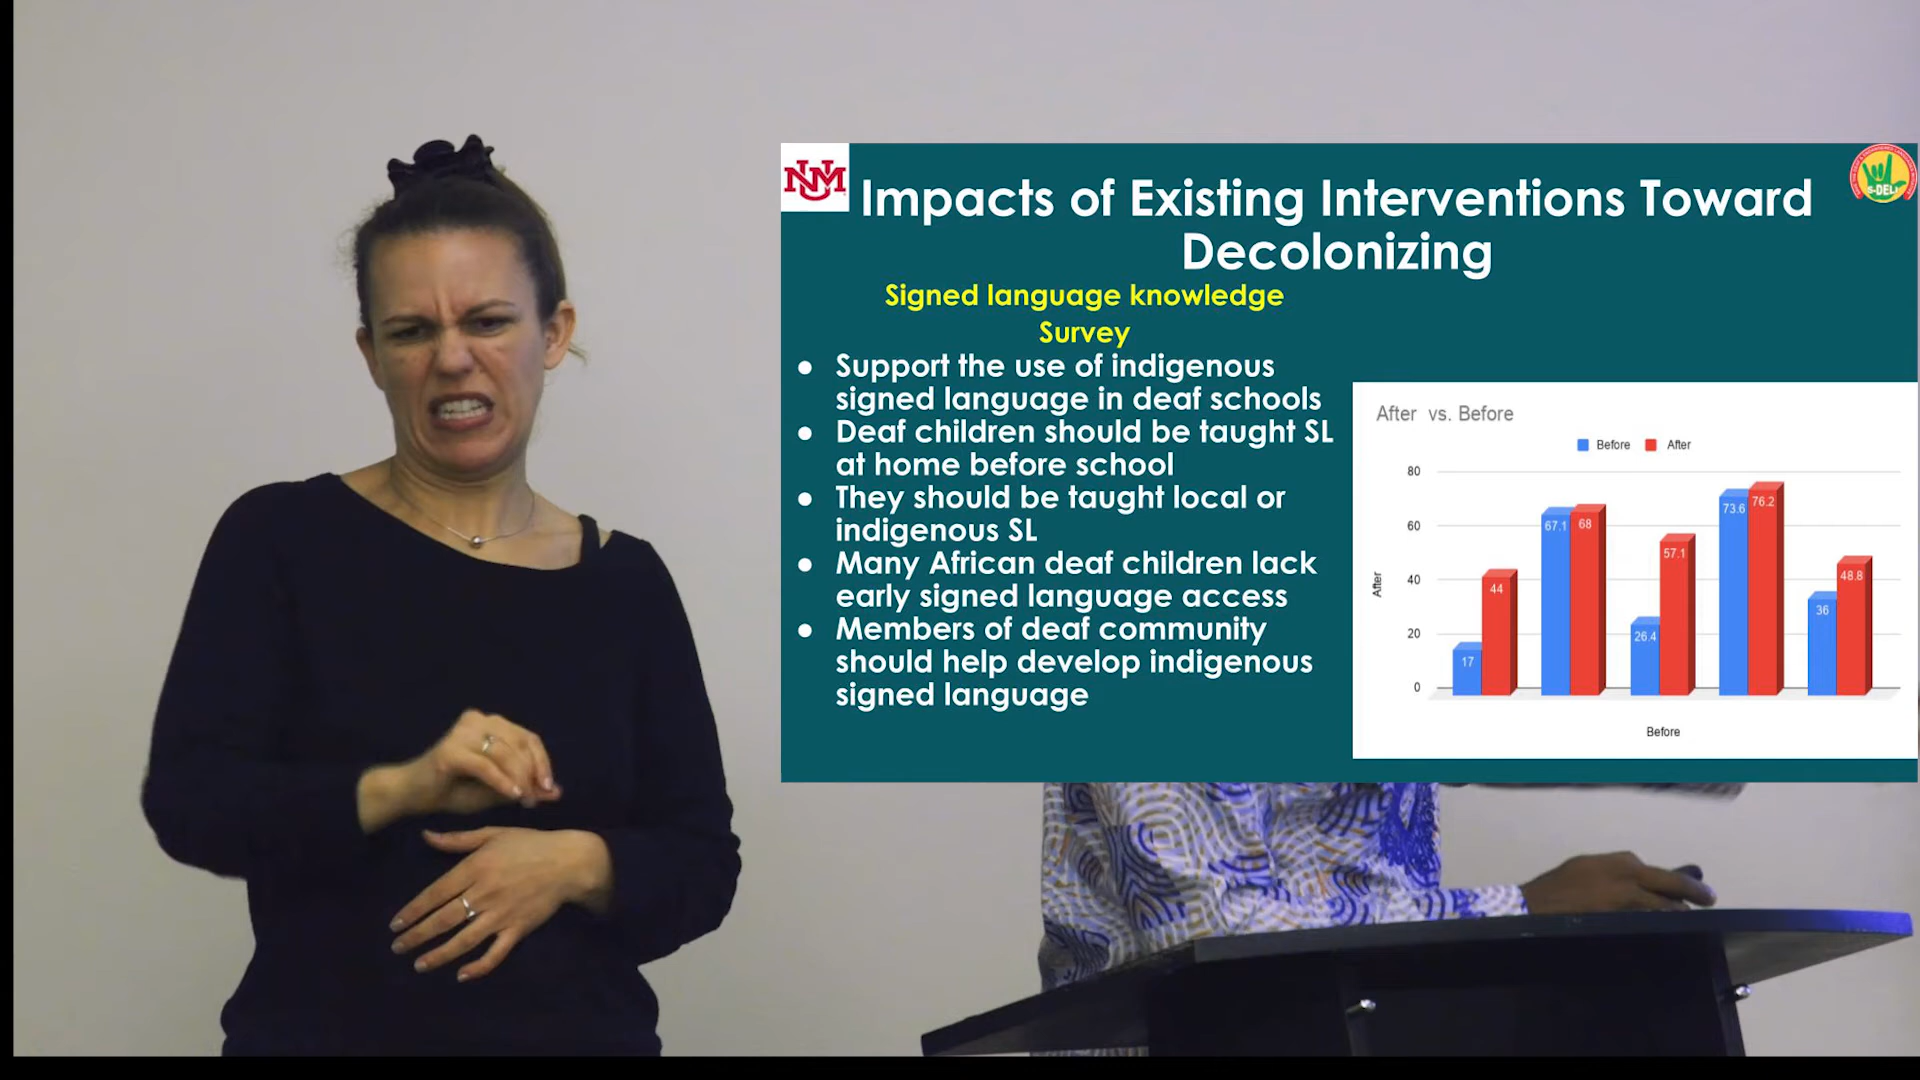 UNM
Impacts of Existing Interventions Toward
Decolonizing
Signed language knowledge
Survey
● Support the use of indigenous
signed language in deaf schools
● Deaf children should be taught SL
at home before school
● They should be taught local or
indigenous SL
● Many African deaf children lack
early signed language access
● Members of deaf community
should help develop indigenous
signed language
S-DELI
After vs. Before
Before After
80
60
40
20
0
After
17 44
67.1 68
26.4 57.1
73.6 76.2
36 48.8
Before